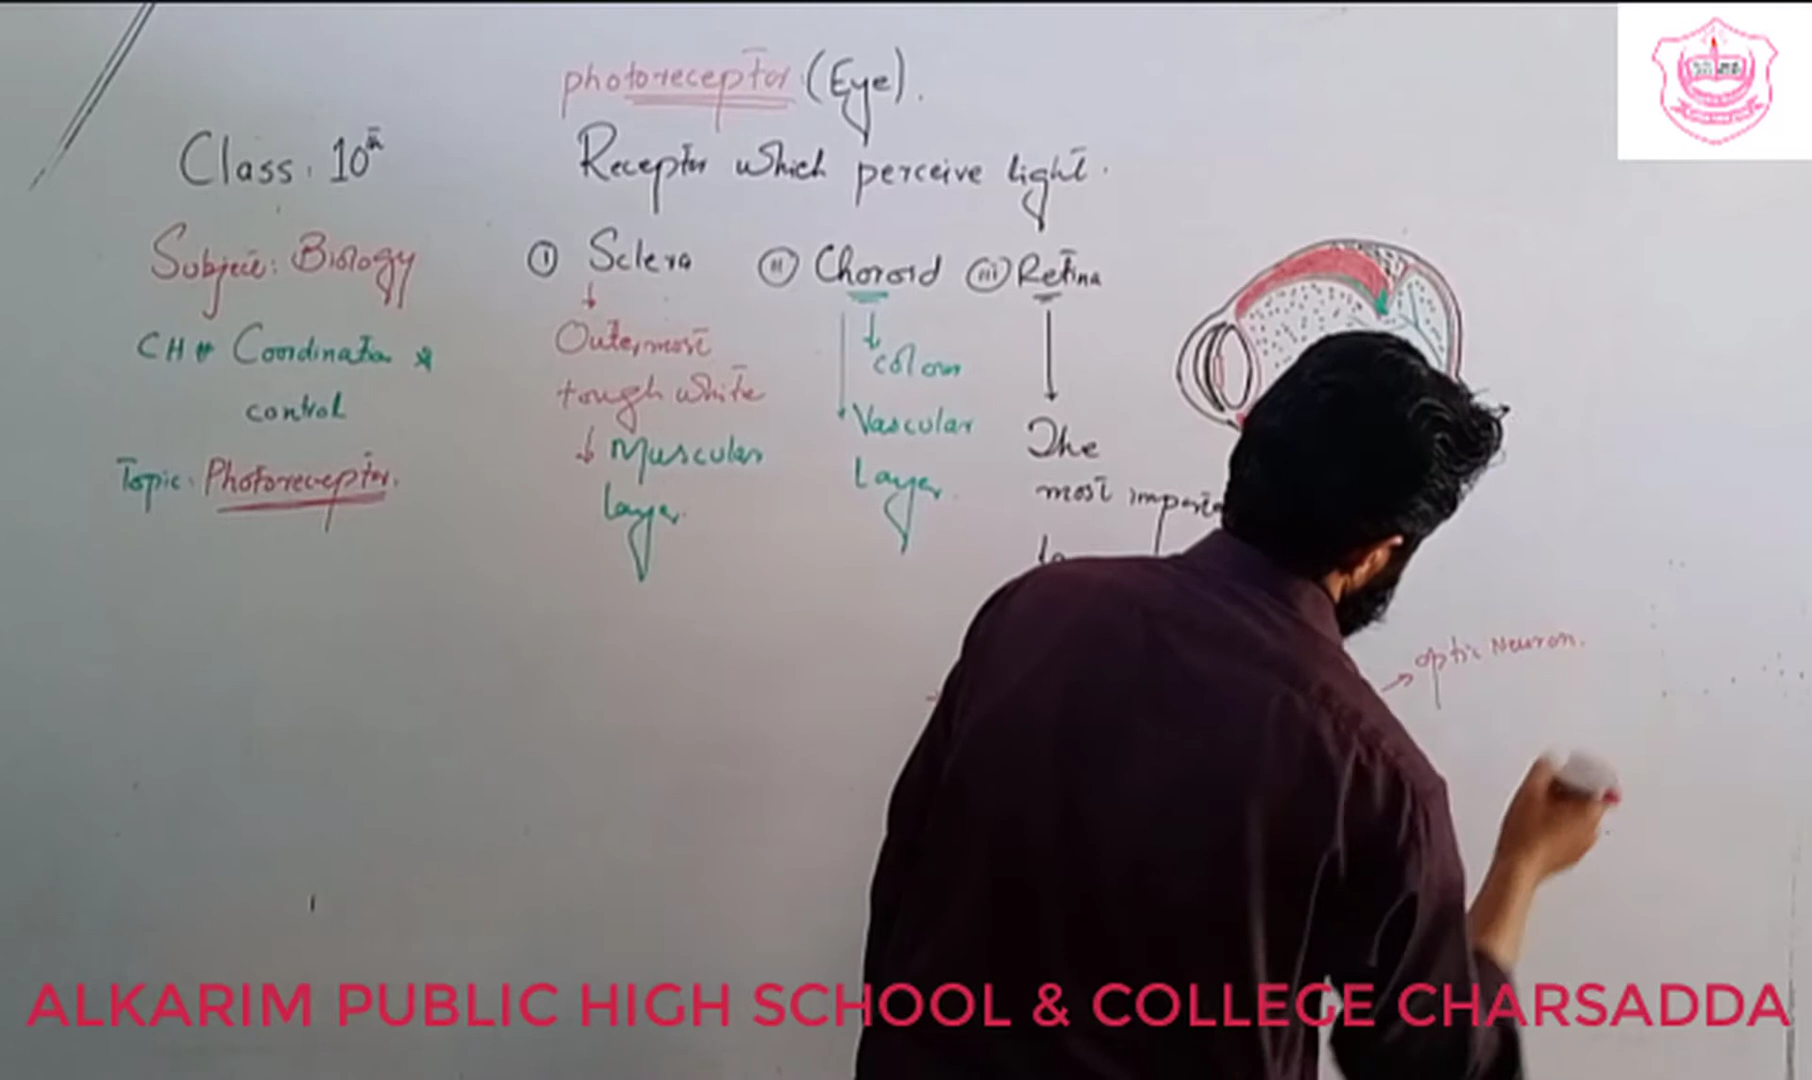 photoreceptor (Eye).
Receptor which perceive light.
Class. 10th
Subject: Biology
CH# Coordination &
control
Topic: Photoreceptor.
(i) Sclera
Outermost
tough white
Muscular
layer.
(ii) Choroid
colour
Vascular
Layer.
(iii) Retina
The
most
optic Neuron.
ALKARIM PUBLIC HIGH SCHOOL & COLLEGE CHARSADDA